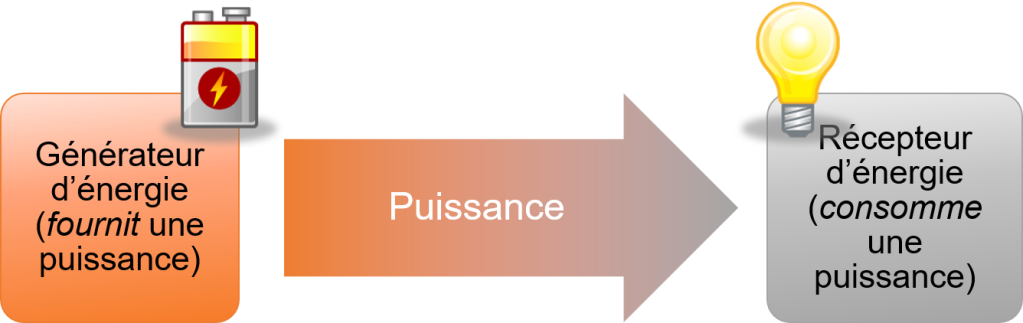 Générateur
d’énergie
(fournit une
puissance)
Puissance
Récepteur
d’énergie
(consomme
une
puissance)